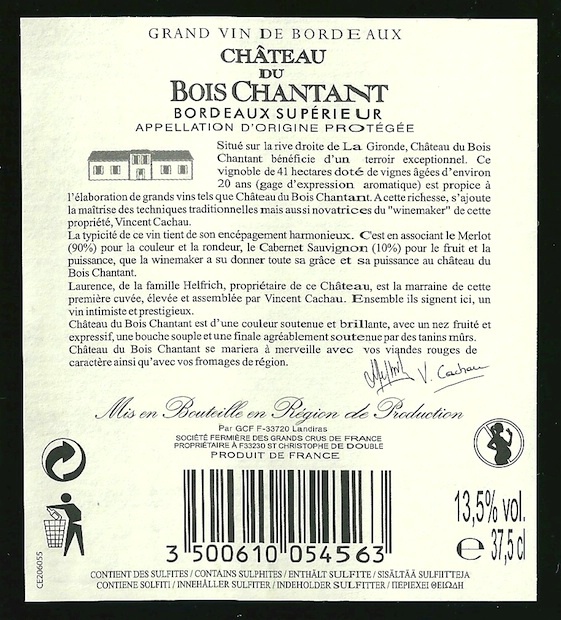 GRAND VIN DE BORDEAUX
CHÂTEAU
DU
BOIS CHANTANT
BORDEAUX SUPÉRIEUR
APPELLATION D'ORIGINE PROTÉGÉE
Situé sur la rive droite de La Gironde, Château du Bois
Chantant bénéficie d'un terroir exceptionnel. Ce
vignoble de 41 hectares doté de vignes âgées d'environ
20 ans (gage d'expression aromatique) est propice à
l'élaboration de grands vins tels que Château du Bois Chantant. A cette richesse, s'ajoute
la maîtrise des techniques traditionnelles mais aussi novatrices du "winemaker" de cette
propriété, Vincent Cachau.
La typicité de ce vin tient de son encépagement harmonieux. C'est en associant le Merlot
(90%) pour la couleur et la rondeur, le Cabernet Sauvignon (10%) pour le fruit et la
puissance, que la winemaker a su donner toute sa grâce et sa puissance au château du
Bois Chantant.
Laurence, de la famille Helfrich, propriétaire de ce Château, est la marraine de cette
première cuvée, élevée et assemblée par Vincent Cachau. Ensemble ils signent ici, un
vin intimiste et prestigieux.
Château du Bois Chantant est d'une couleur soutenue et brillante, avec un nez fruité et
expressif, une bouche souple et une finale agréablement soutenue par des tanins mûrs.
Château du Bois Chantant se mariera à merveille avec vos viandes rouges de
caractère ainsi qu'avec vos fromages de région.
V. Cachau
Mis en Bouteille en Région de Production
Par GCF F-33720 Landiras
SOCIÉTÉ FERMIÈRE DES GRANDS CRUS DE FRANCE
PROPRIÉTAIRE À F33230 ST CHRISTOPHE DE DOUBLE
PRODUIT DE FRANCE
13,5% vol.
e 37,5 cl
3 500610 054563
CE206055
CONTIENT DES SULFITES / CONTAINS SULPHITES / ENTHÄLT SULFITE / SISÄLTÄÄ SULFIITTEJA
CONTIENE SOLFITI / INNEHÅLLER SULFITER / INDEHOLDER SULFITTER / ΠΕΡΙΕΧΕΙ ΘΕΙΩΔΗ